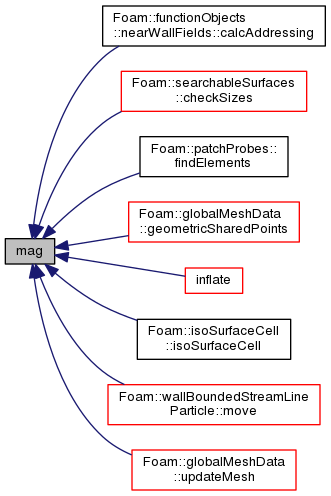 Foam::functionObjects
::nearWallFields::calcAddressing
Foam::searchableSurfaces
::checkSizes
Foam::patchProbes::
findElements
Foam::globalMeshData
::geometricSharedPoints
mag
inflate
Foam::isoSurfaceCell
::isoSurfaceCell
Foam::wallBoundedStreamLine
Particle::move
Foam::globalMeshData
::updateMesh